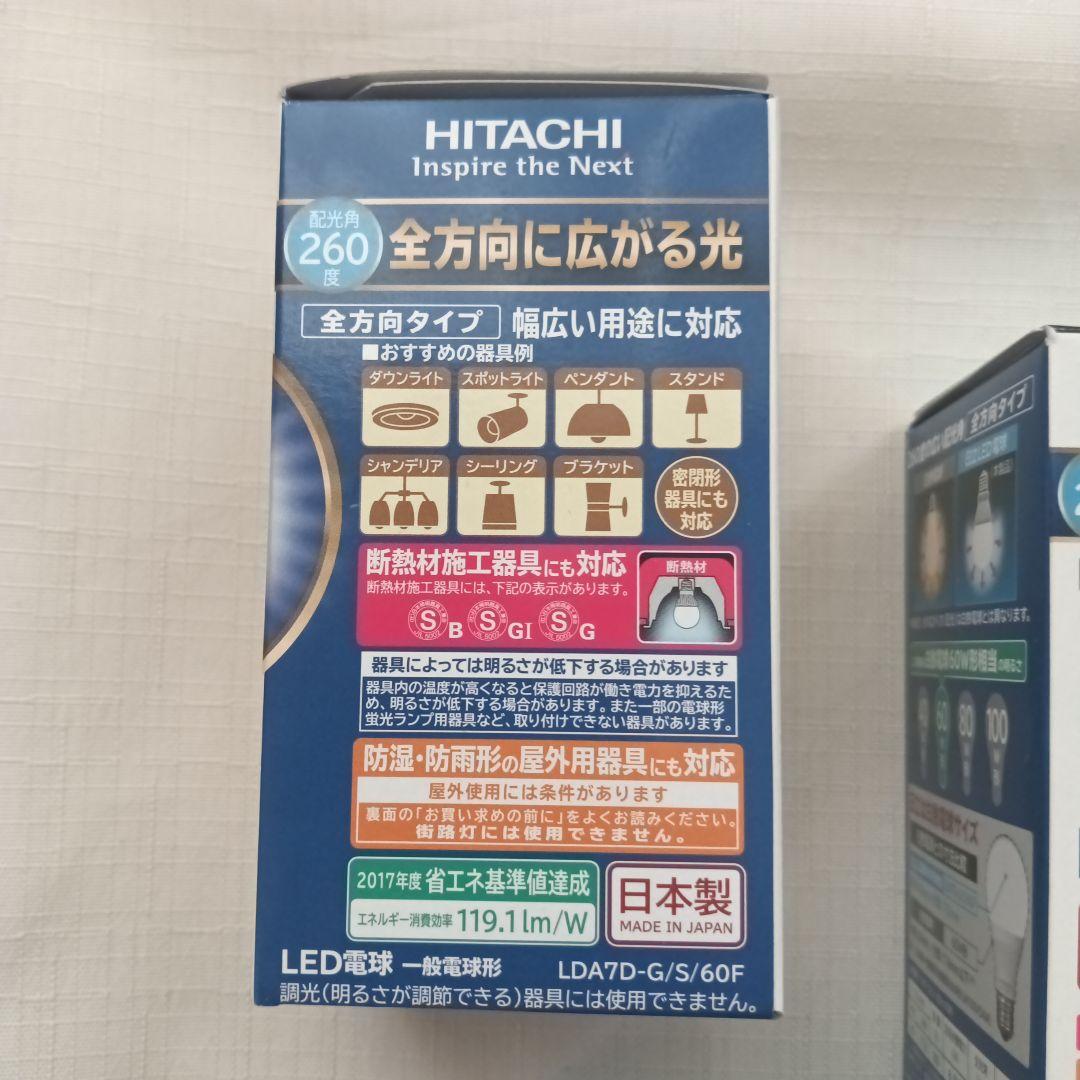 HITACHI
Inspire the Next
配光角
260
度
全方向に広がる光
全方向タイプ 幅広い用途に対応
■おすすめの器具例
ダウンライト スポットライト ペンダント スタンド
シャンデリア シーリング ブラケット
密閉形
器具にも
対応
断熱材施工器具にも対応
断熱材施工器具には、下記の表示があります。
S B S GI S G
断熱材
器具によっては明るさが低下する場合があります
器具内の温度が高くなると保護回路が働き電力を抑えるた
め、明るさが低下する場合があります。また一部の電球形
蛍光ランプ用器具など、取り付けできない器具があります。
防湿・防雨形の屋外用器具にも対応
屋外使用には条件があります
裏面の「お買い求めの前に」をよくお読みください。
街路灯には使用できません。
2017年度 省エネ基準値達成
エネルギー消費効率 119.1lm/W
日本製
MADE IN JAPAN
LED電球 一般電球形 LDA7D-G/S/60F
調光(明るさが調節できる)器具には使用できません。
全方向タイプ
60W形相当の明るさ
60
80
100